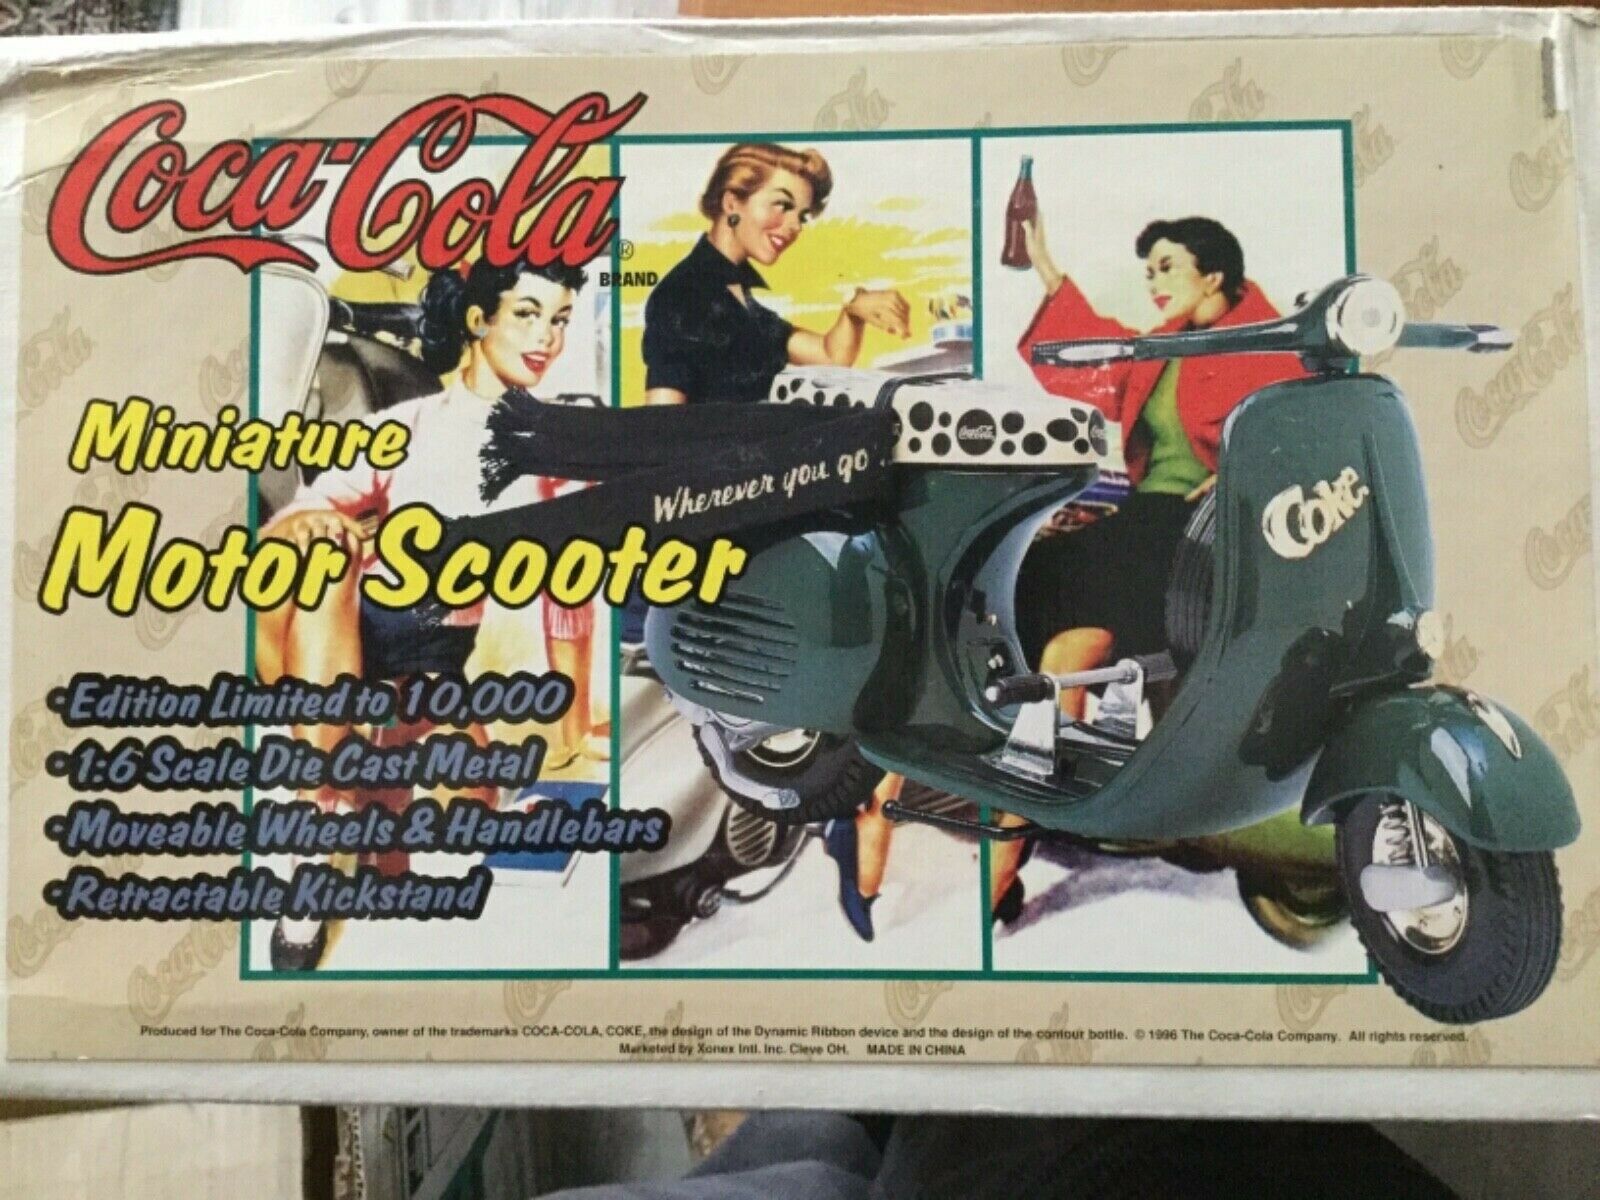 Coca-Cola
®
BRAND
Miniature
Motor Scooter
Wherever you go
Coca-Cola
Coke
•Edition Limited to 10,000
•1:6 Scale Die Cast Metal
•Moveable Wheels & Handlebars
•Retractable Kickstand
Produced for The Coca-Cola Company, owner of the trademarks COCA-COLA, COKE, the design of the Dynamic Ribbon device and the design of the contour bottle. © 1996 The Coca-Cola Company. All rights reserved.
Marketed by Xonex Intl. Inc. Cleve OH. MADE IN CHINA